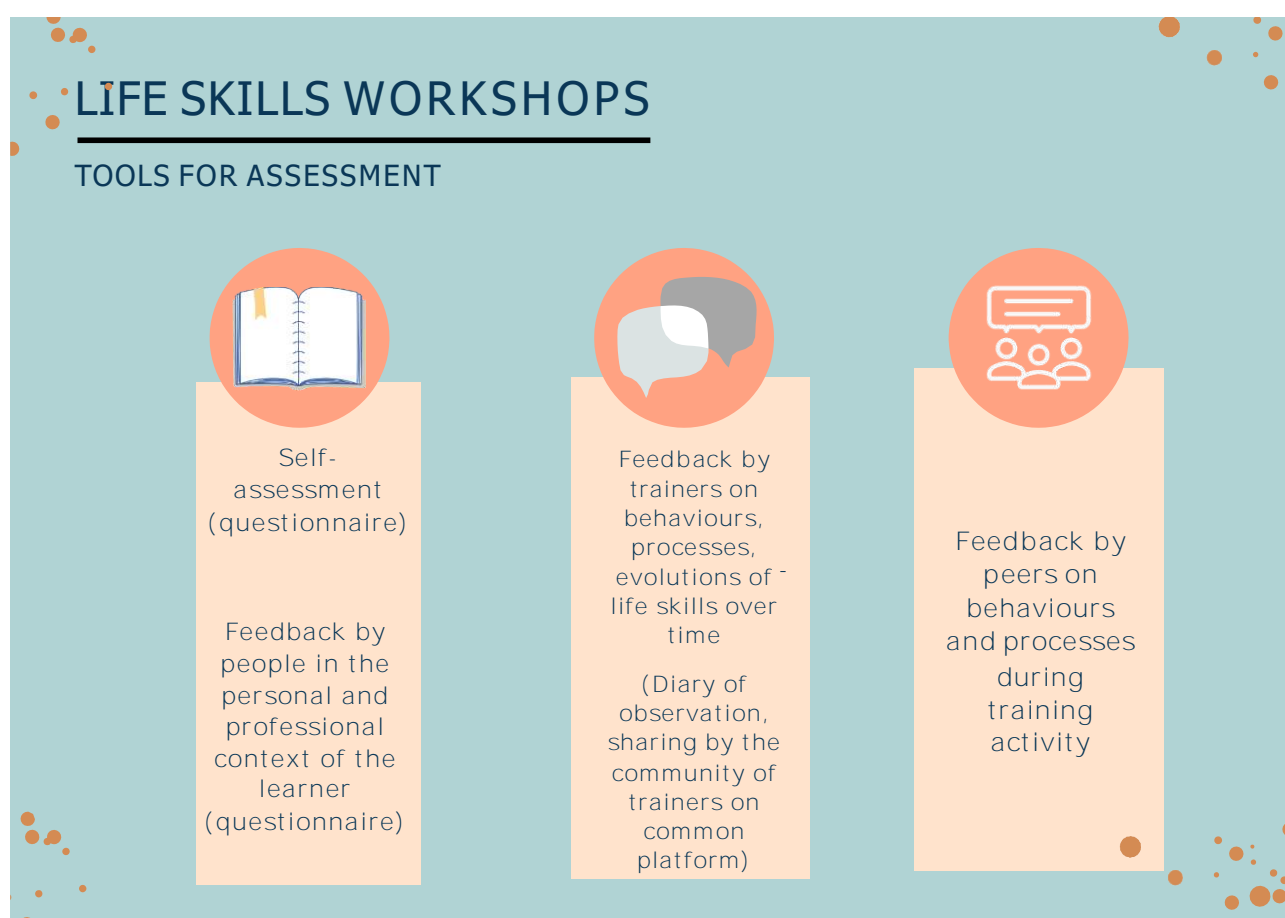 LIFE SKILLS WORKSHOPS
TOOLS FOR ASSESSMENT
Self-
assessment
(questionnaire)
Feedback by
people in the
personal and
professional
context of the
learner
(questionnaire)
Feedback by
trainers on
behaviours,
processes,
evolutions of -
life skills over
time
(Diary of
observation,
sharing by the
community of
trainers on
common
platform)
Feedback by
peers on
behaviours
and processes
during
training
activity